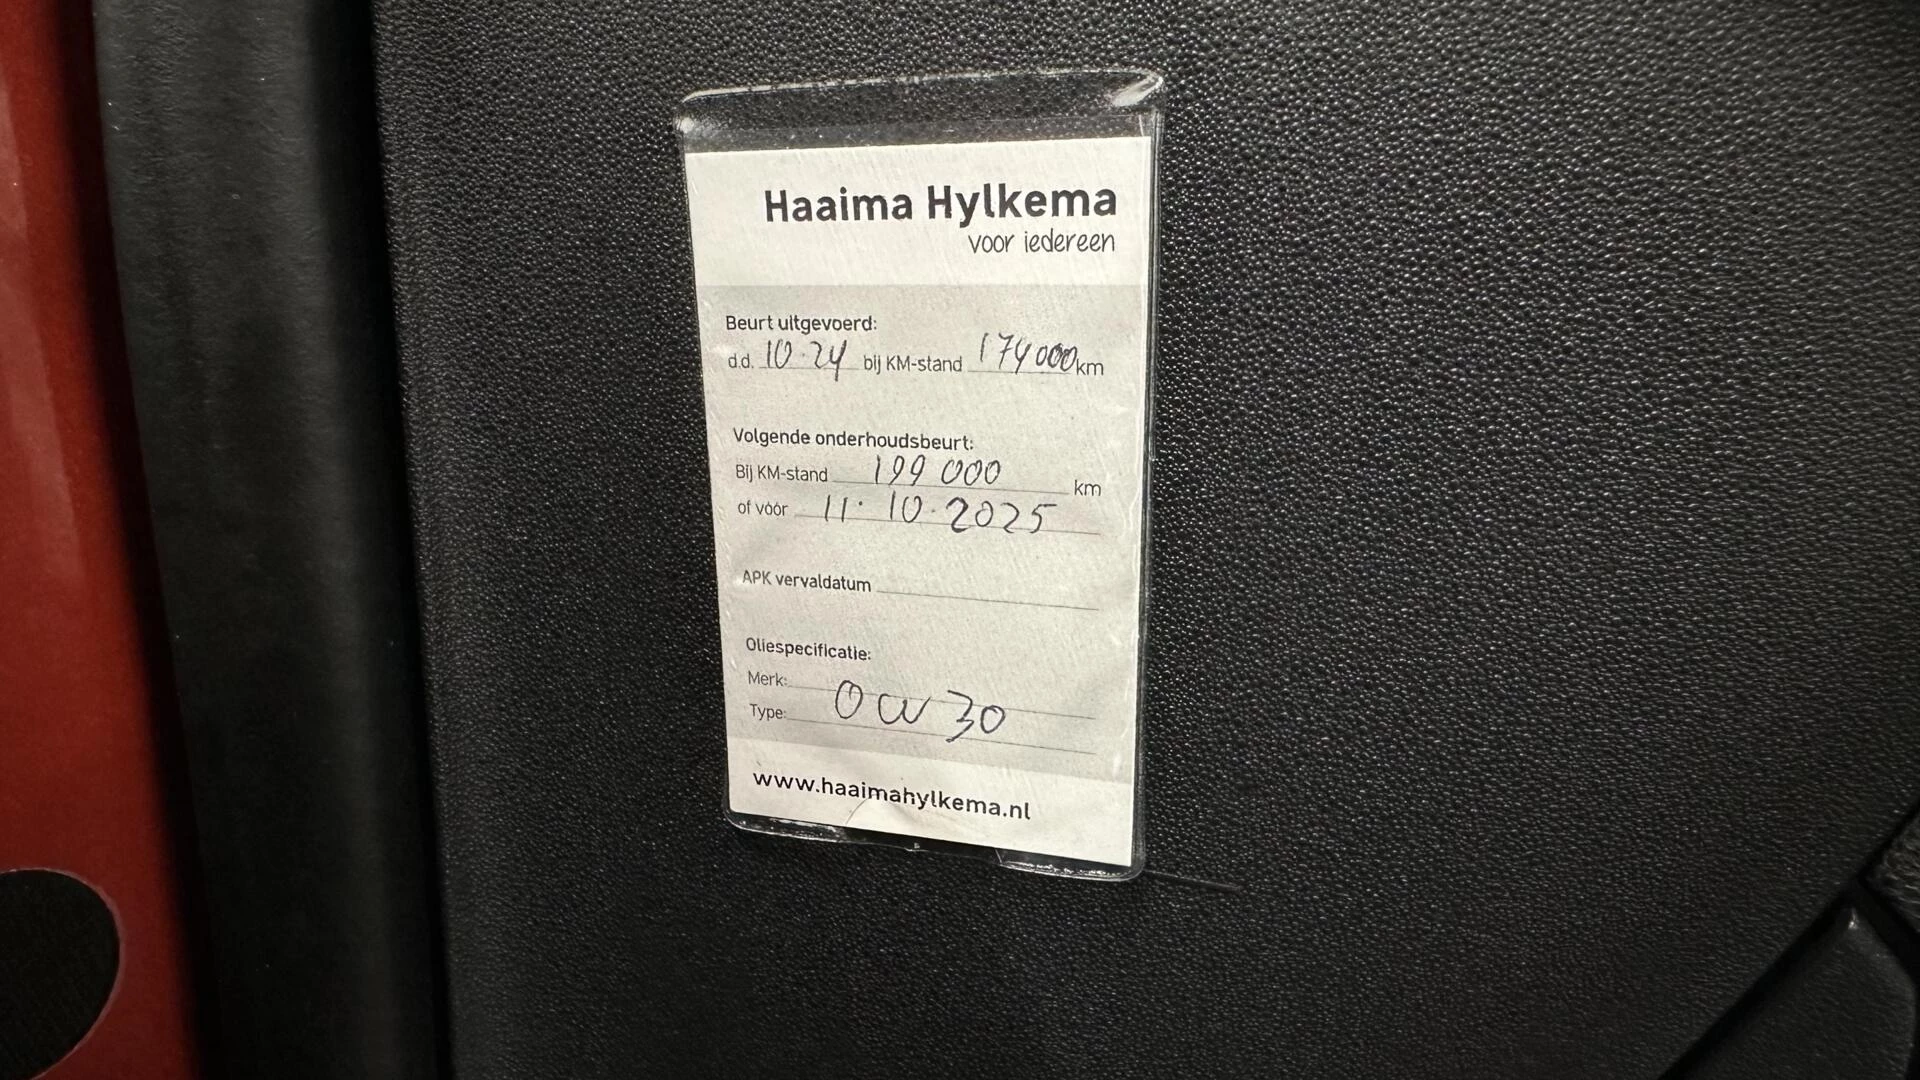 Haaima Hylkema
voor iedereen
Beurt uitgevoerd:
d.d. 10·24 bij KM-stand 174000 km
Volgende onderhoudsbeurt:
Bij KM-stand 199 000 km
of vóór 11·10·2025
APK vervaldatum
Oliespecificatie:
Merk:
Type: 0W30
www.haaimahylkema.nl